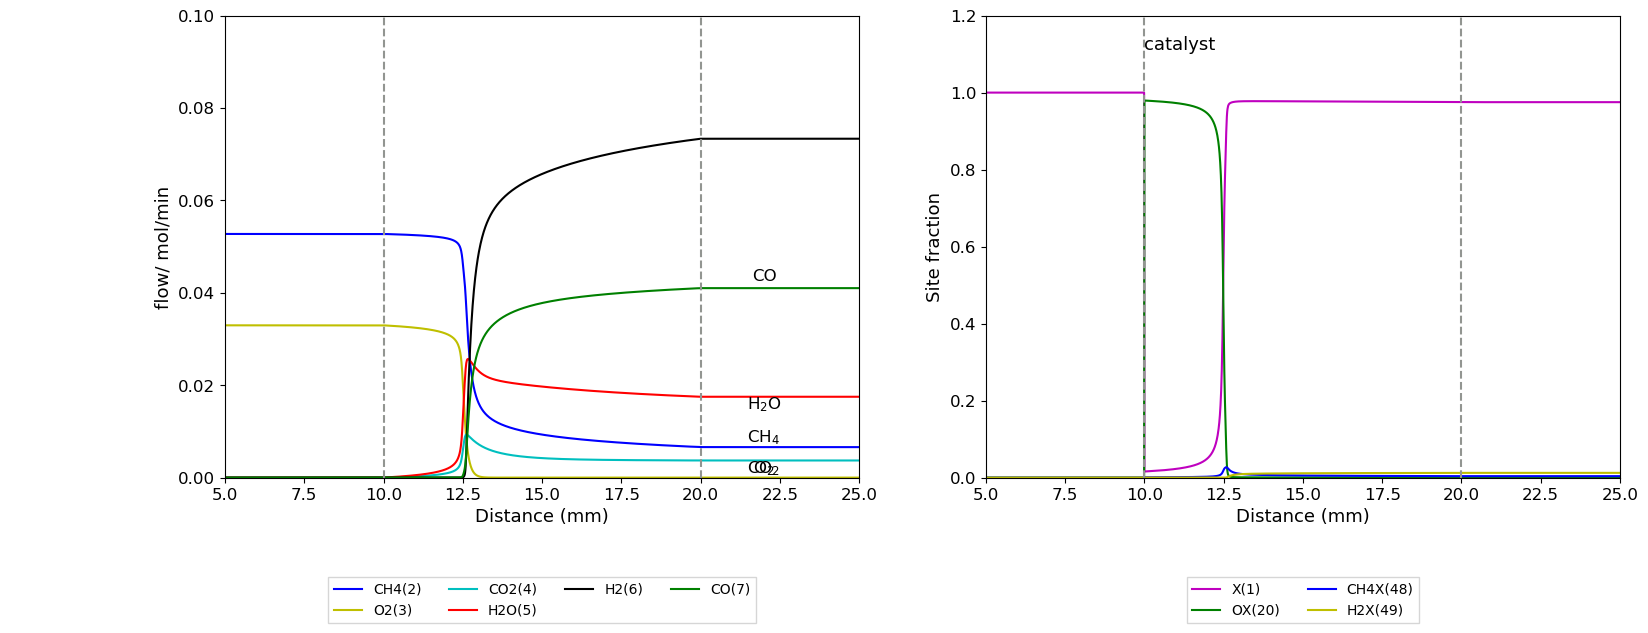 0.10
0.08
0.06
0.04
0.02
0.00
flow/ mol/min
CO
H₂O
CH₄
5.0 7.5 10.0 12.5 15.0 17.5 20.0 22.5 25.0
Distance (mm)
CH4(2) CO2(4) H2(6) CO(7)
O2(3) H2O(5)
1.2
1.0
0.8
0.6
0.4
0.2
0.0
Site fraction
catalyst
5.0 7.5 10.0 12.5 15.0 17.5 20.0 22.5 25.0
Distance (mm)
X(1) CH4X(48)
OX(20) H2X(49)